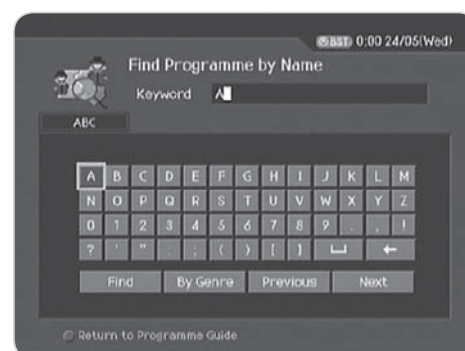 BST 0:00 24/05(Wed)
Find Programme by Name
Keyword A
ABC
A B C D E F G H I J K L M
N O P Q R S T U V W X Y Z
0 1 2 3 4 5 6 7 8 9 . , !
? ' " : ; ( ) [ ] ⌴ ←
Find By Genre Previous Next
Return to Programme Guide